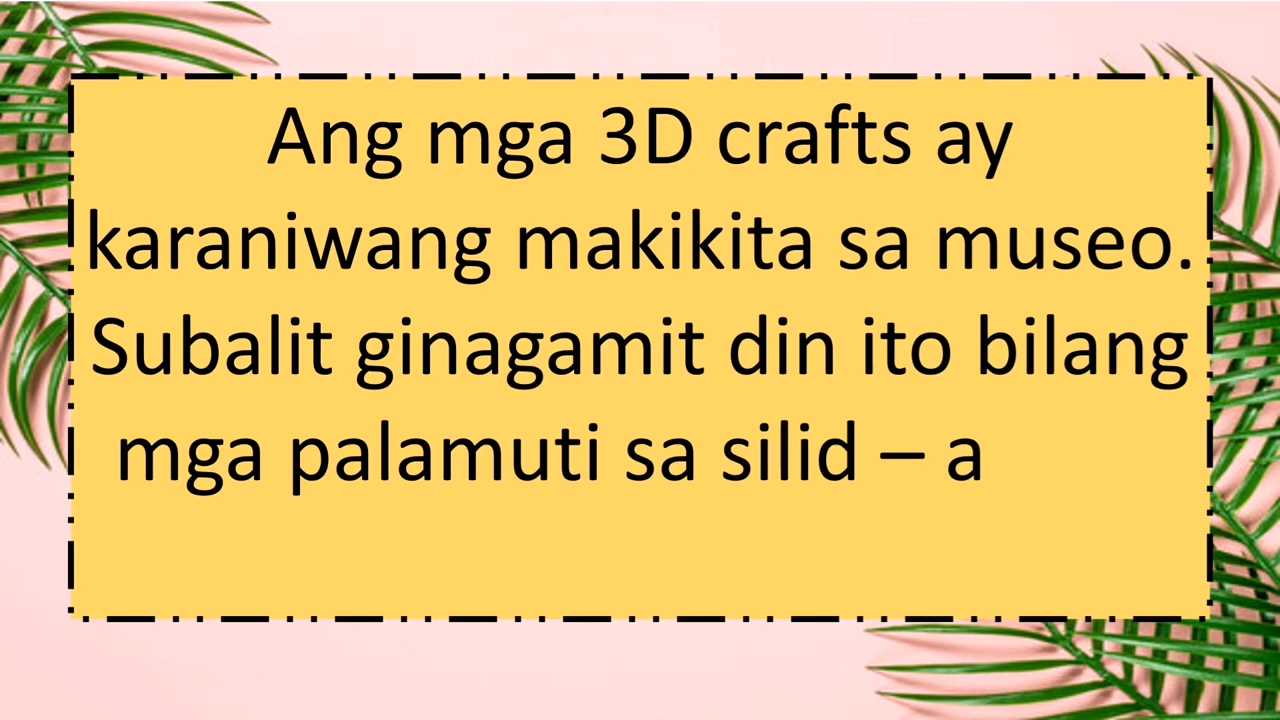 Ang mga 3D crafts ay
karaniwang makikita sa museo.
Subalit ginagamit din ito bilang
mga palamuti sa silid – a